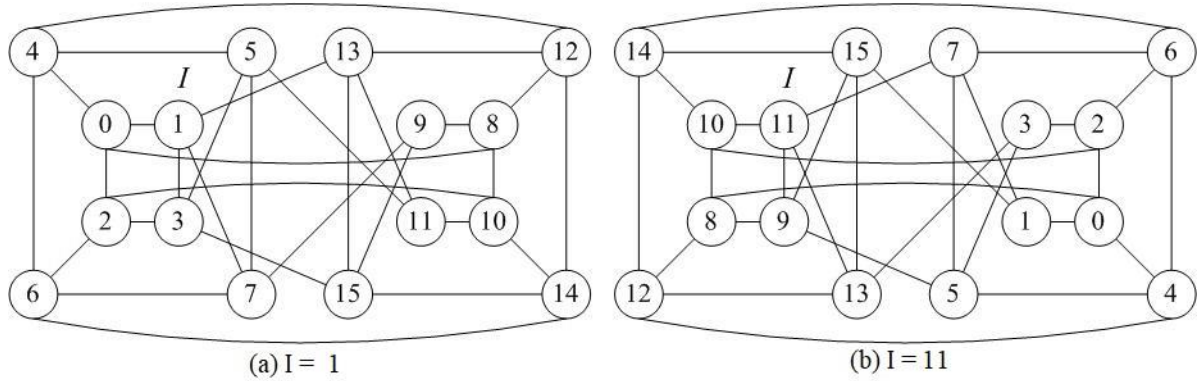 4 5 13 12 14 15 7 6
I I
0 1 9 8 10 11 3 2
2 3 11 10 8 9 1 0
6 7 15 14 12 13 5 4
(a) I = 1 (b) I = 11